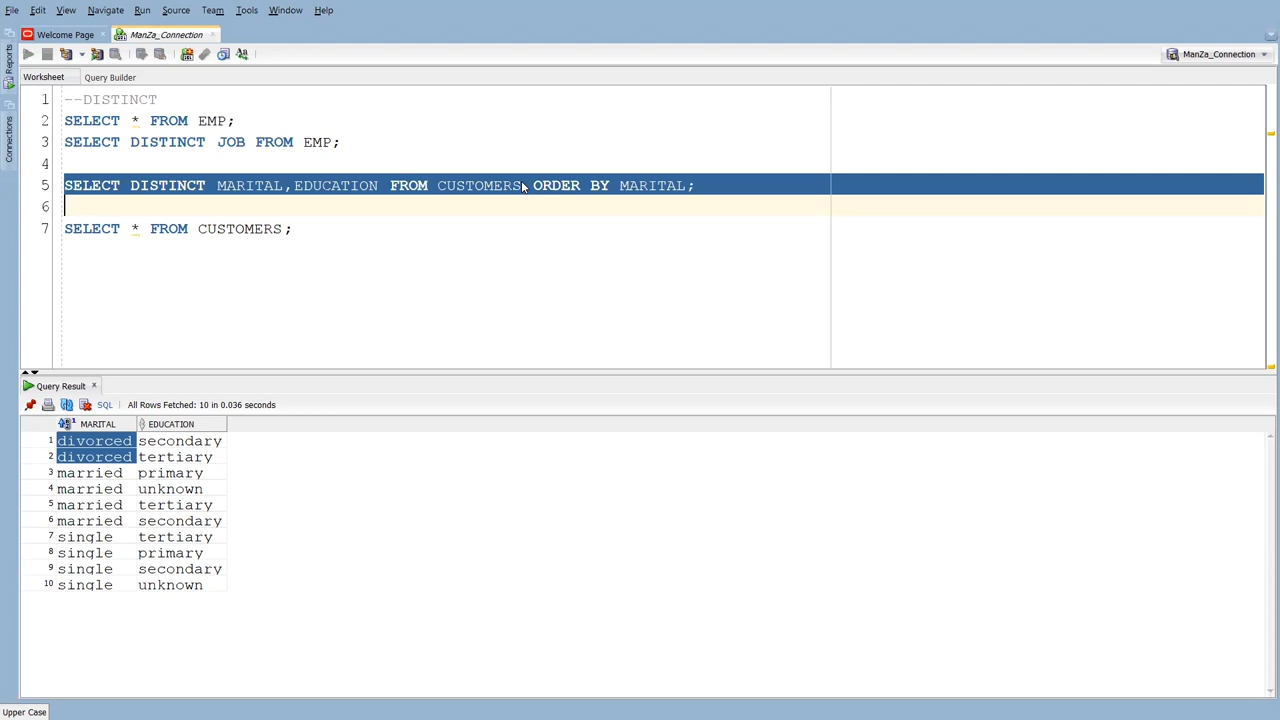 File Edit View Navigate Run Source Team Tools Window Help
Welcome Page ManZa_Connection
ManZa_Connection
Reports
Connections
Worksheet Query Builder
1 --DISTINCT
2 SELECT * FROM EMP;
3 SELECT DISTINCT JOB FROM EMP;
4
5 SELECT DISTINCT MARITAL,EDUCATION FROM CUSTOMERS ORDER BY MARITAL;
6
7 SELECT * FROM CUSTOMERS;
Query Result
SQL All Rows Fetched: 10 in 0.036 seconds
MARITAL EDUCATION
1 divorced secondary
2 divorced tertiary
3 married primary
4 married unknown
5 married tertiary
6 married secondary
7 single tertiary
8 single primary
9 single secondary
10 single unknown
Upper Case